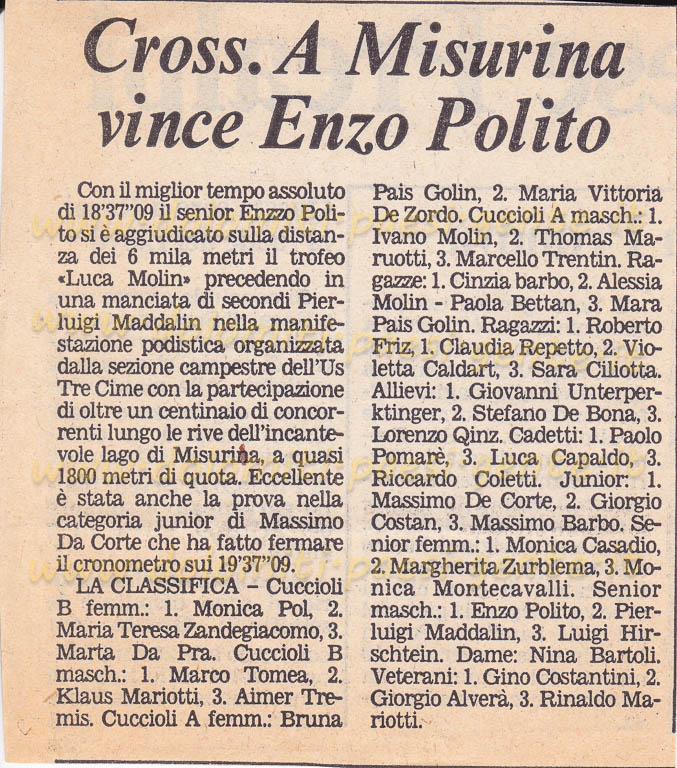 Cross. A Misurina
vince Enzo Polito
Con il miglior tempo assoluto
di 18'37"09 il senior Enzzo Poli-
to si è aggiudicato sulla distan-
za dei 6 mila metri il trofeo
«Luca Molin» precedendo in
una manciata di secondi Pier-
luigi Maddalin nella manife-
stazione podistica organizzata
dalla sezione campestre dell'Us
Tre Cime con la partecipazione
di oltre un centinaio di concor-
renti lungo le rive dell'incante-
vole lago di Misurina, a quasi
1800 metri di quota. Eccellente
è stata anche la prova nella
categoria junior di Massimo
Da Corte che ha fatto fermare
il cronometro sui 19'37"09.
LA CLASSIFICA - Cuccioli
B femm.: 1. Monica Pol, 2.
Maria Teresa Zandegiacomo, 3.
Marta Da Pra. Cuccioli B
masch.: 1. Marco Tomea, 2.
Klaus Mariotti, 3. Aimer Tre-
mis. Cuccioli A femm.: Bruna
Pais Golin, 2. Maria Vittoria
De Zordo. Cuccioli A masch.: 1.
Ivano Molin, 2. Thomas Ma-
ruotti, 3. Marcello Trentin. Ra-
gazze: 1. Cinzia barbo, 2. Alessia
Molin - Paola Bettan, 3. Mara
Pais Golin. Ragazzi: 1. Roberto
Friz, 1. Claudia Repetto, 2. Vio-
letta Caldart, 3. Sara Ciliotta.
Allievi: 1. Giovanni Unterper-
ktinger, 2. Stefano De Bona, 3.
Lorenzo Qinz. Cadetti: 1. Paolo
Pomarè, 3. Luca Capaldo, 3.
Riccardo Coletti. Junior: 1.
Massimo De Corte, 2. Giorgio
Costan, 3. Massimo Barbo. Se-
nior femm.: 1. Monica Casadio,
2. Margherita Zurblema, 3. Mo-
nica Montecavalli. Senior
masch.: 1. Enzo Polito, 2. Pier-
luigi Maddalin, 3. Luigi Hir-
schtein. Dame: Nina Bartoli.
Veterani: 1. Gino Costantini, 2.
Giorgio Alverà, 3. Rinaldo Ma-
riotti.